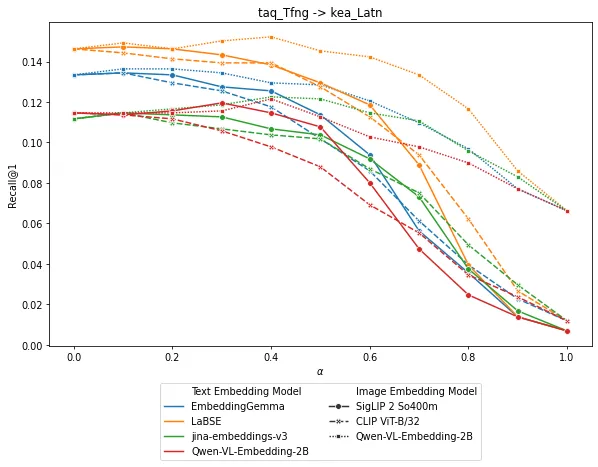 taq_Tfng -> kea_Latn
Recall@1
0.14
0.12
0.10
0.08
0.06
0.04
0.02
0.00
0.0 0.2 0.4 0.6 0.8 1.0
α
Text Embedding Model Image Embedding Model
EmbeddingGemma SigLIP 2 So400m
LaBSE CLIP ViT-B/32
jina-embeddings-v3 Qwen-VL-Embedding-2B
Qwen-VL-Embedding-2B